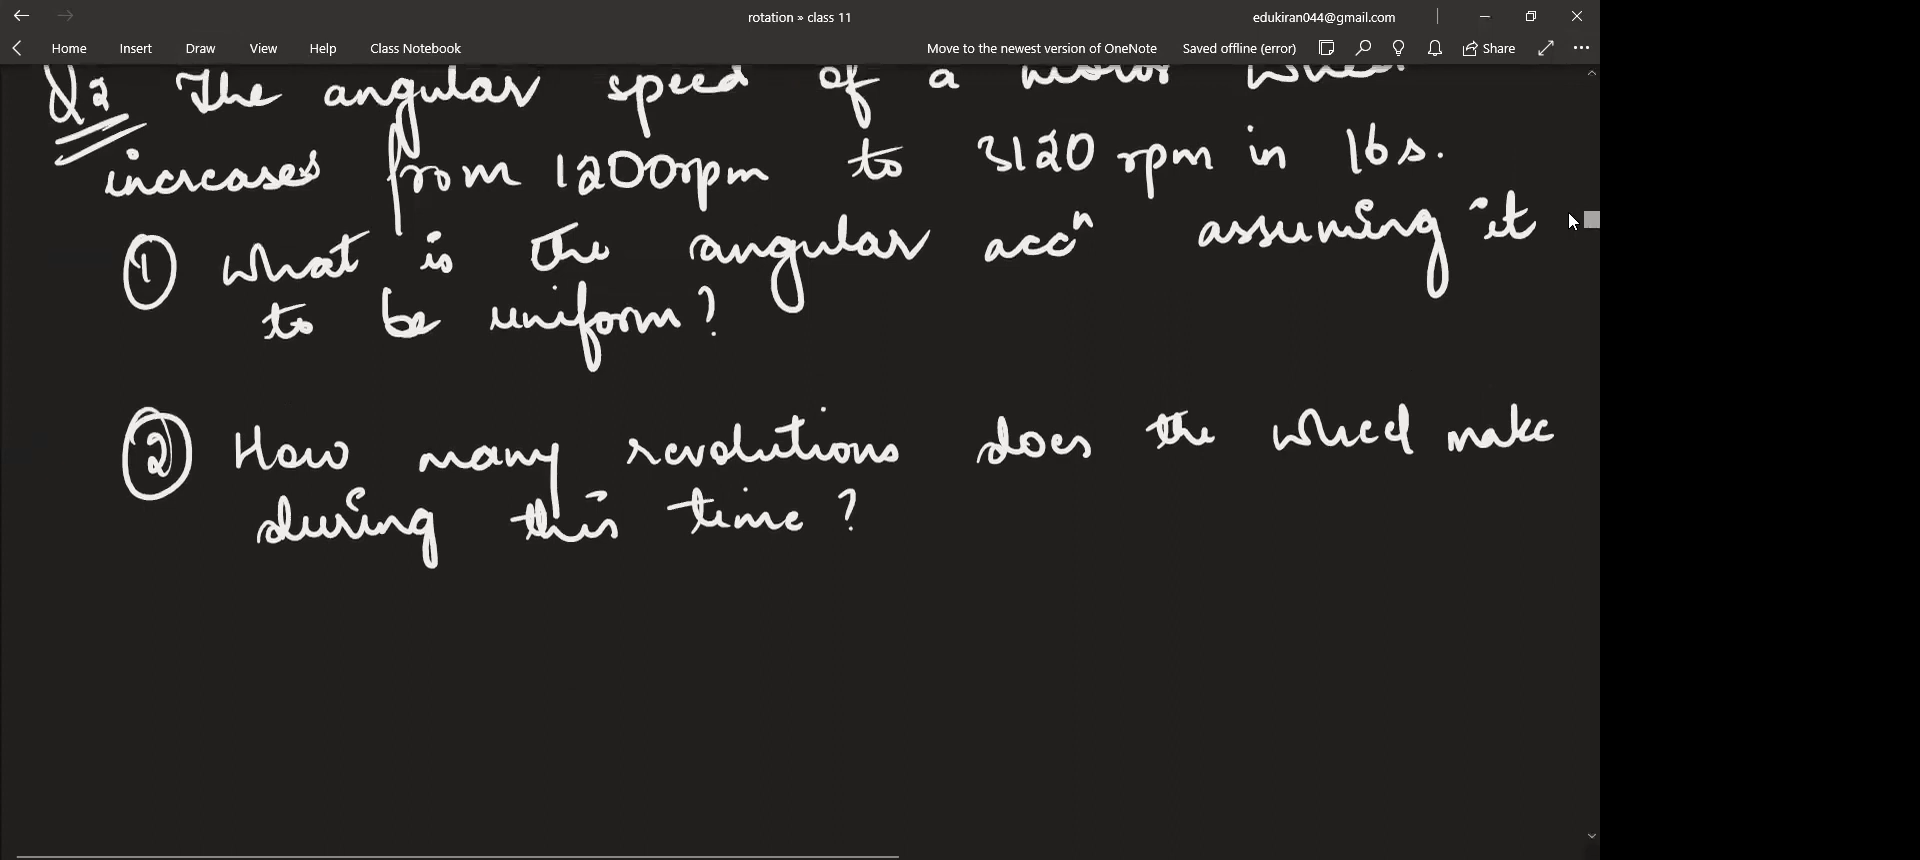 rotation » class 11
edukiran044@gmail.com
Home Insert Draw View Help Class Notebook
Move to the newest version of OneNote Saved offline (error) Share
Q2 The angular speed of a motor wheel
increases from 1200rpm to 3120 rpm in 16s.
① What is the angular accⁿ assuming it
to be uniform?
② How many revolutions does the wheel make
during this time?